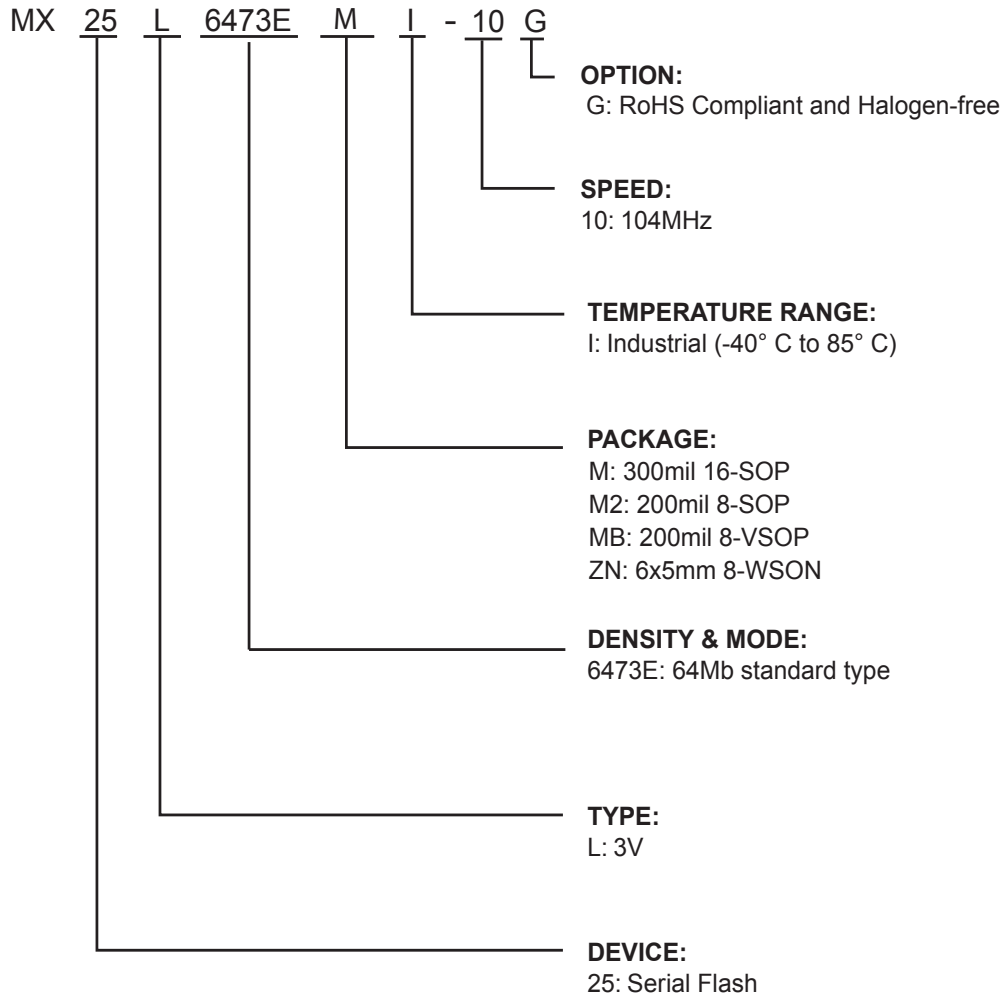 MX 25 L 6473E M I - 10 G
OPTION:
G: RoHS Compliant and Halogen-free
SPEED:
10: 104MHz
TEMPERATURE RANGE:
I: Industrial (-40° C to 85° C)
PACKAGE:
M: 300mil 16-SOP
M2: 200mil 8-SOP
MB: 200mil 8-VSOP
ZN: 6x5mm 8-WSON
DENSITY & MODE:
6473E: 64Mb standard type
TYPE:
L: 3V
DEVICE:
25: Serial Flash